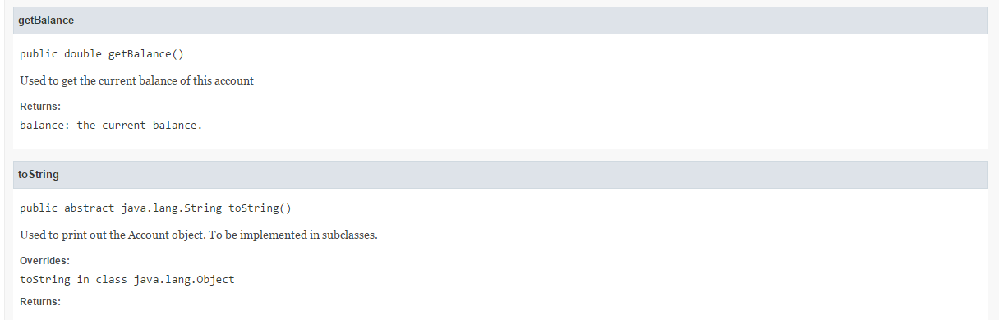 getBalance
public double getBalance()
Used to get the current balance of this account
Returns:
balance: the current balance.
toString
public abstract java.lang.String toString()
Used to print out the Account object. To be implemented in subclasses.
Overrides:
toString in class java.lang.Object
Returns: